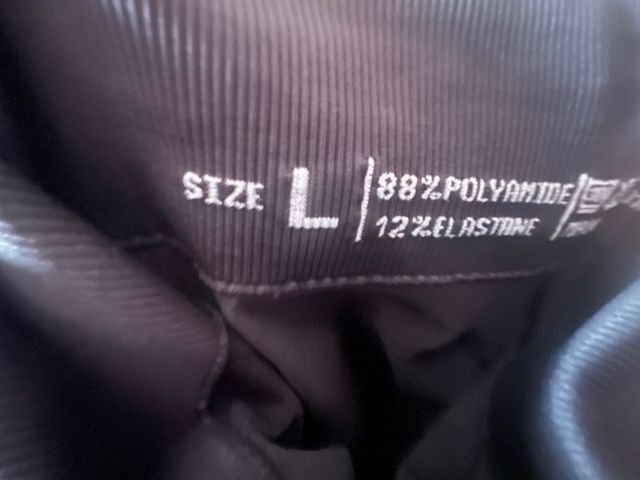 SIZE L 88% POLYAMIDE
12% ELASTANE